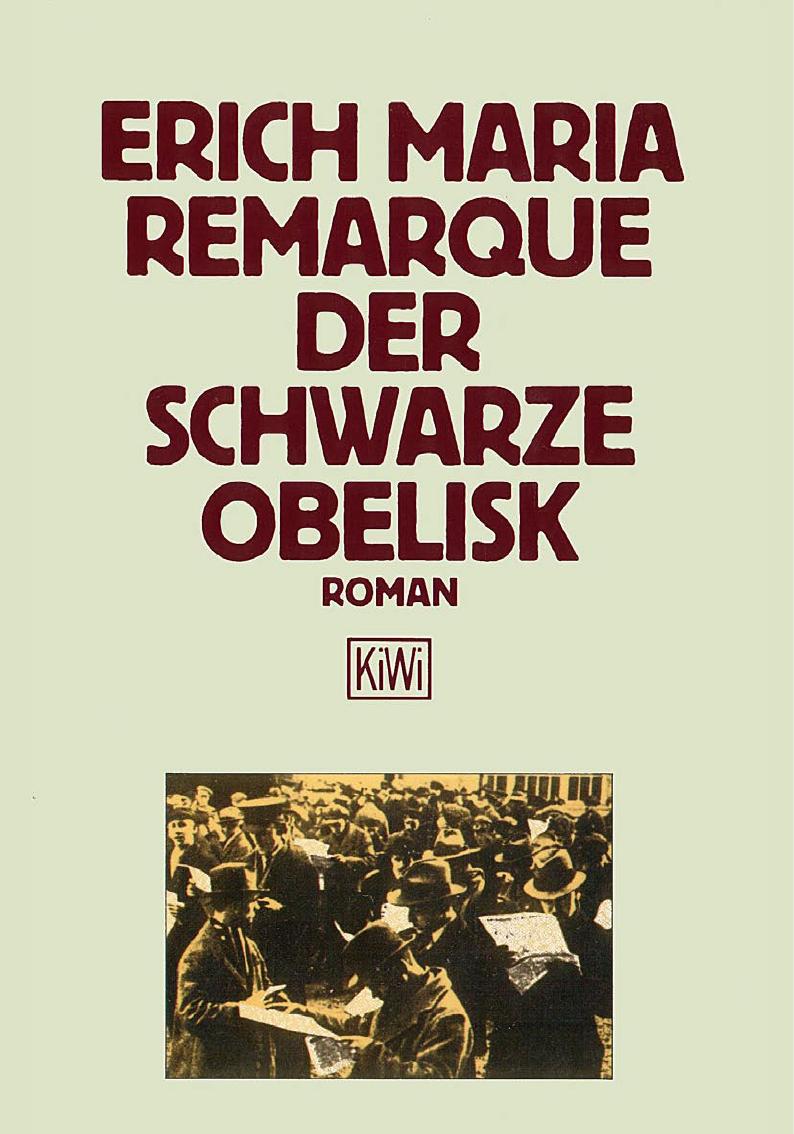 ERICH MARIA
REMARQUE
DER
SCHWARZE
OBELISK
ROMAN
KiWi